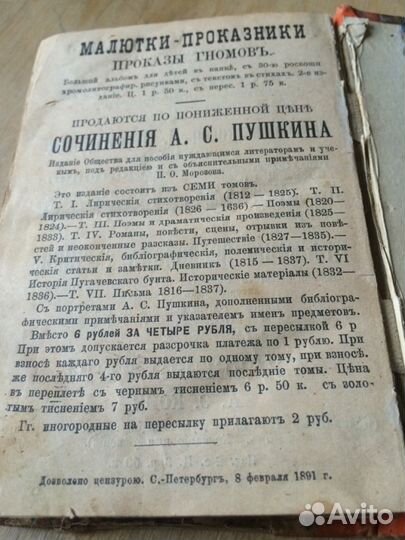 МАЛЮТКИ-ПРОКАЗНИКИ
ПРОКАЗЫ ГНОМОВЪ.
Большой альбомъ для дѣтей въ папкѣ, съ 50-ю роскошн
хромолитографир. рисунками, съ текстомъ въ стихахъ. 2-е из-
даніе. Ц. 1 р. 50 к., съ перес. 1 р. 75 к.
ПРОДАЮТСЯ ПО ПОНИЖЕННОЙ ЦѢНѢ
СОЧИНЕНІЯ А. С. ПУШКИНА
Изданіе Общества для пособія нуждающимся литераторамъ и уче-
нымъ, подъ редакціею и съ объяснительными примѣчаніями
П. О. Морозова.
Это изданіе состоитъ изъ СЕМИ томовъ.
Т. I. Лирическія стихотворенія (1812—1825). Т. II.
Лирическія стихотворенія (1826—1636)—Поэмы (1820—
1824).—Т. III. Поэмы и драматическія произведенія (1825—
1833). Т. IV. Романы, повѣсти, сцены, отрывки изъ повѣ-
стей и неоконченные разсказы. Путешествіе (1827—1835).—
V. Критическія, библіографическія, полемическія и истори-
ческія статьи и замѣтки. Дневникъ (1815—1837). Т. VI
Исторія Пугачевскаго бунта. Историческіе матеріалы (1832—
1836).—Т. VII. Письма 1816—1837).
Съ портретами А. С. Пушкина, дополненными библіогра-
фическими примѣчаніями и указателемъ именъ предметовъ.
Вмѣсто 6 рублей ЗА ЧЕТЫРЕ РУБЛЯ, съ пересылкой 6 р
При этомъ допускается разсрочка платежа по 1 рублю. При
взносѣ каждаго рубля выдается по одному тому, при взносѣ,
же послѣдняго 4-го рубля выдаются послѣдніе томы. Цѣна
въ переплетѣ съ чернымъ тисненіемъ 6 р. 50 к. съ золо-
тымъ тисненіемъ 7 руб.
Гг. иногородные на пересылку прилагаютъ 2 руб.
Дозволено цензурою. С.-Петербургъ, 8 февраля 1891 г.
Avito